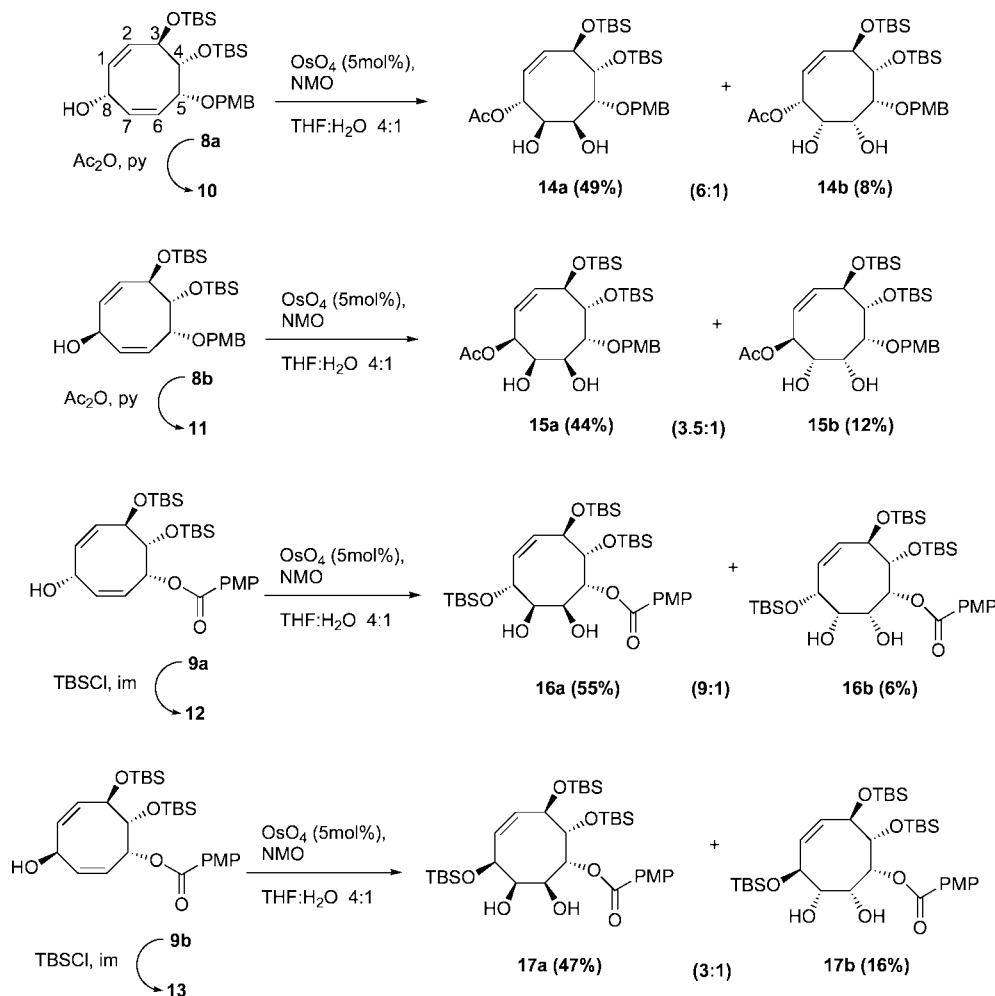 OTBS
2
3
1
4
OTBS
HO
8
5
OPMB
7
6
Ac2O, py
8a
10
OsO4 (5mol%),
NMO
THF:H2O 4:1
OTBS
OTBS
AcO
OPMB
HO OH
14a (49%)
+
(6:1)
OTBS
OTBS
AcO
OPMB
HO OH
14b (8%)
OTBS
OTBS
HO
OPMB
Ac2O, py
8b
11
OsO4 (5mol%),
NMO
THF:H2O 4:1
OTBS
OTBS
AcO
OPMB
HO OH
15a (44%)
+
(3.5:1)
OTBS
OTBS
AcO
OPMB
HO OH
15b (12%)
OTBS
OTBS
HO
O PMP
O
TBSCl, im
9a
12
OsO4 (5mol%),
NMO
THF:H2O 4:1
OTBS
OTBS
TBSO
O PMP
HO OH
O
16a (55%)
+
(9:1)
OTBS
OTBS
TBSO
O PMP
HO OH
O
16b (6%)
OTBS
OTBS
HO
O PMP
O
TBSCl, im
9b
13
OsO4 (5mol%),
NMO
THF:H2O 4:1
OTBS
OTBS
TBSO
O PMP
HO OH
O
17a (47%)
+
(3:1)
OTBS
OTBS
TBSO
O PMP
HO OH
O
17b (16%)